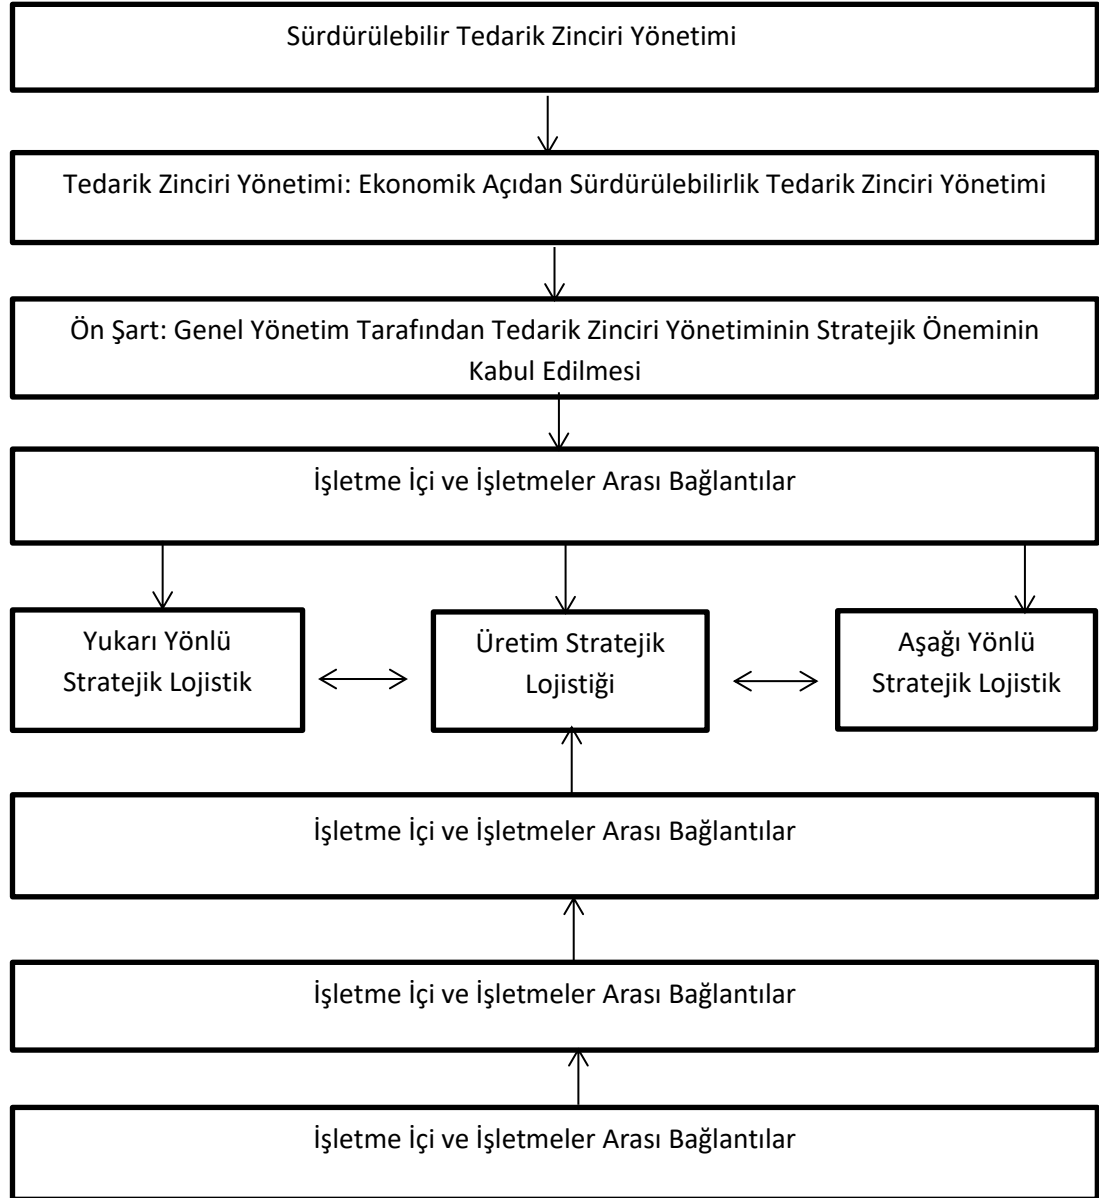 Sürdürülebilir Tedarik Zinciri Yönetimi
Tedarik Zinciri Yönetimi: Ekonomik Açıdan Sürdürülebilirlik Tedarik Zinciri Yönetimi
Ön Şart: Genel Yönetim Tarafından Tedarik Zinciri Yönetiminin Stratejik Öneminin
Kabul Edilmesi
İşletme İçi ve İşletmeler Arası Bağlantılar
Yukarı Yönlü
Stratejik Lojistik
Üretim Stratejik
Lojistiği
Aşağı Yönlü
Stratejik Lojistik
İşletme İçi ve İşletmeler Arası Bağlantılar
İşletme İçi ve İşletmeler Arası Bağlantılar
İşletme İçi ve İşletmeler Arası Bağlantılar